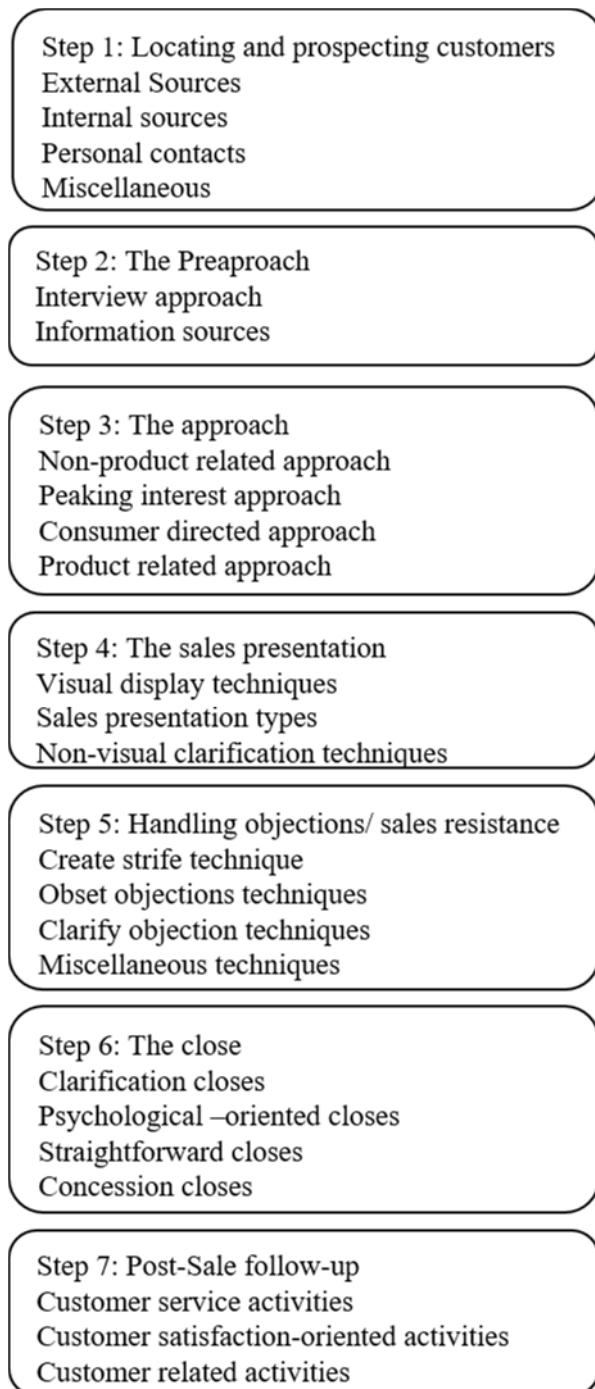 Step 1: Locating and prospecting customers
External Sources
Internal sources
Personal contacts
Miscellaneous
Step 2: The Preaproach
Interview approach
Information sources
Step 3: The approach
Non-product related approach
Peaking interest approach
Consumer directed approach
Product related approach
Step 4: The sales presentation
Visual display techniques
Sales presentation types
Non-visual clarification techniques
Step 5: Handling objections/ sales resistance
Create strife technique
Obset objections techniques
Clarify objection techniques
Miscellaneous techniques
Step 6: The close
Clarification closes
Psychological –oriented closes
Straightforward closes
Concession closes
Step 7: Post-Sale follow-up
Customer service activities
Customer satisfaction-oriented activities
Customer related activities